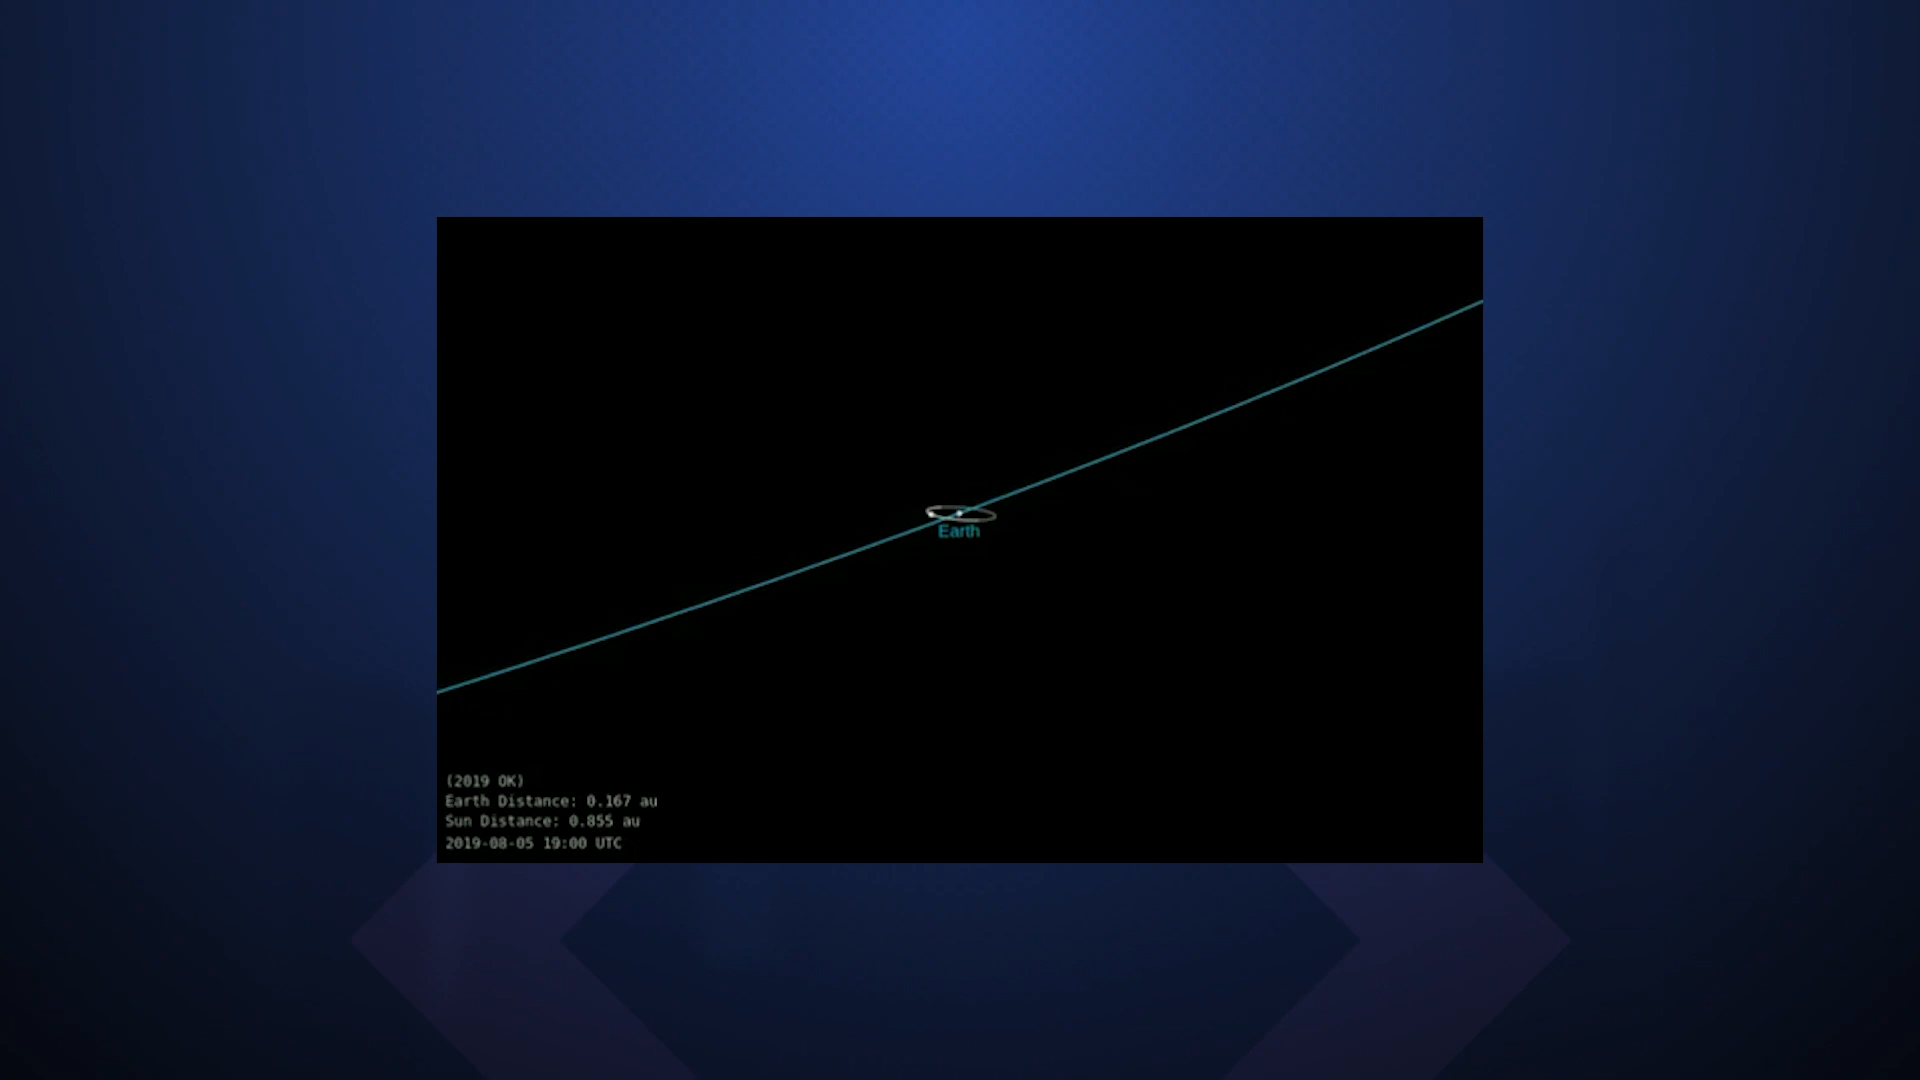 Earth
(2019 OK)
Earth Distance: 0.167 au
Sun Distance: 0.855 au
2019-08-05 19:00 UTC